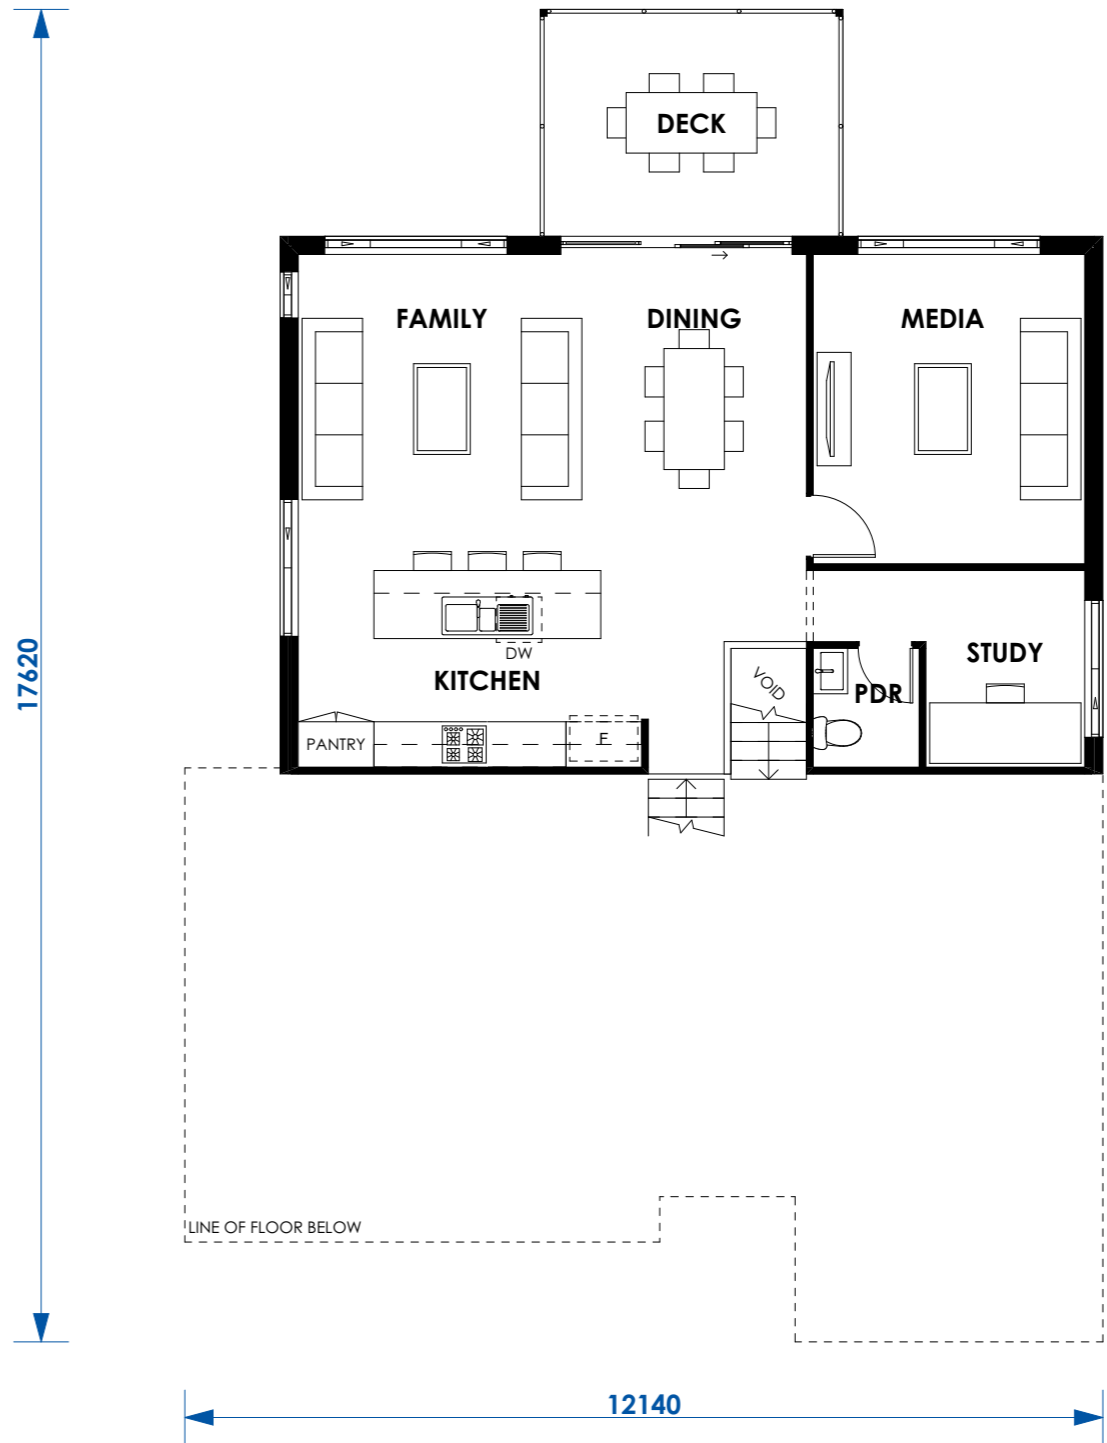 DECK
FAMILY
DINING
MEDIA
17620
DW
KITCHEN
VOID
STUDY
PDR
PANTRY
F
LINE OF FLOOR BELOW
12140